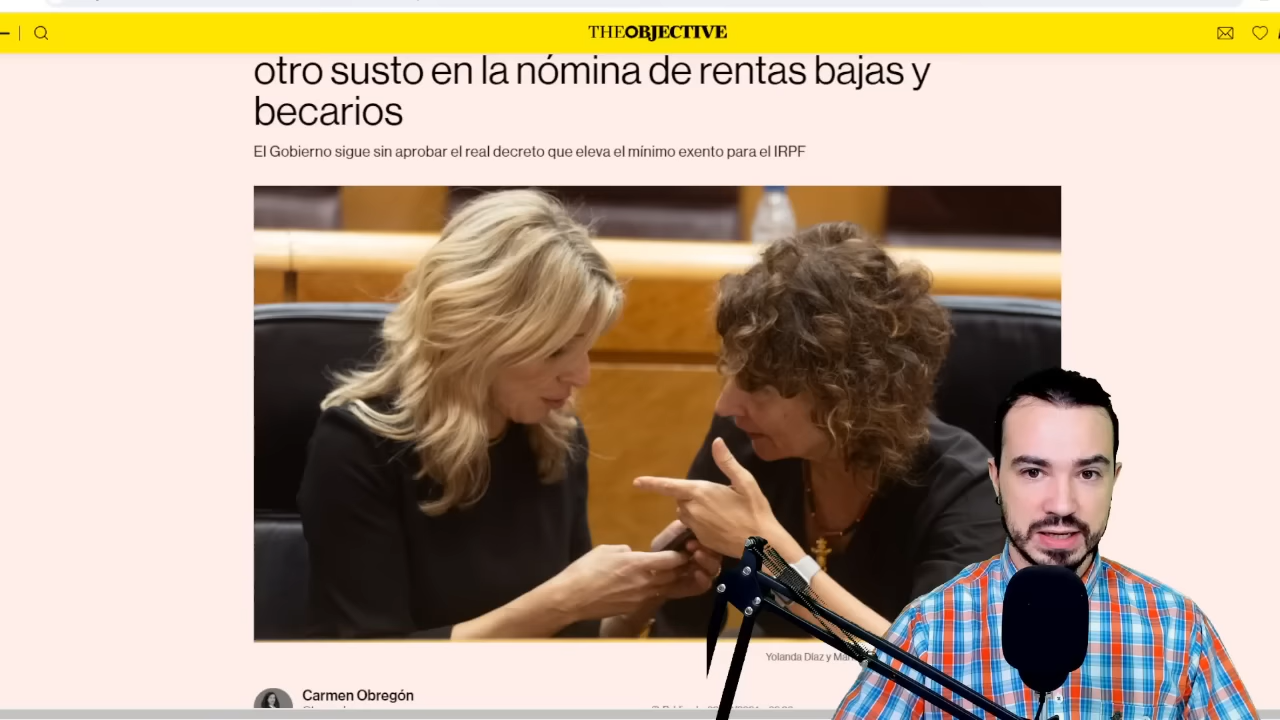 THEOBJECTIVE
otro susto en la nómina de rentas bajas y
becarios
El Gobierno sigue sin aprobar el real decreto que eleva el mínimo exento para el IRPF
Yolanda Díaz y
Carmen Obregón